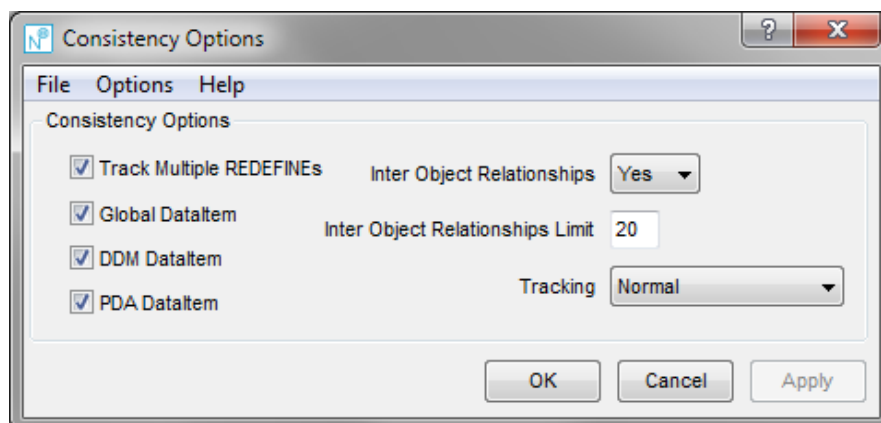 Consistency Options
File Options Help
Consistency Options
Track Multiple REDEFINEs
Global DataItem
DDM DataItem
PDA DataItem
Inter Object Relationships Yes
Inter Object Relationships Limit 20
Tracking Normal
OK Cancel Apply